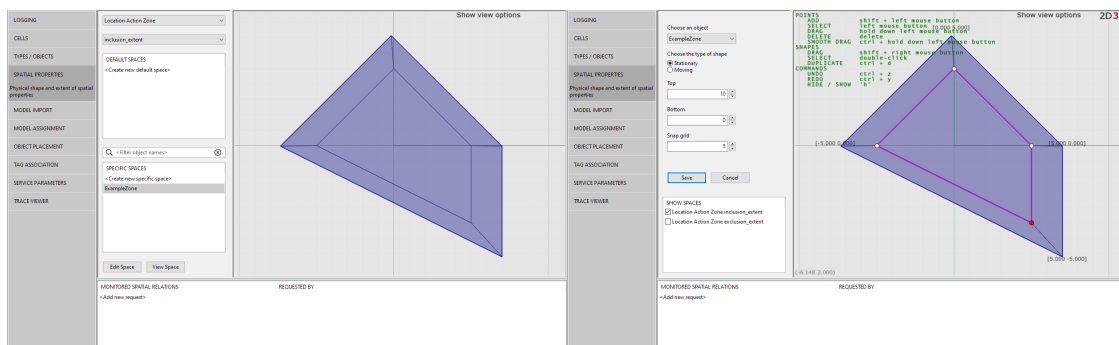 LOGGING
CELLS
TYPES / OBJECTS
SPATIAL PROPERTIES
Physical shape and extent of spatial
properties
MODEL IMPORT
MODEL ASSIGNMENT
OBJECT PLACEMENT
TAG ASSOCIATION
SERVICE PARAMETERS
TRACE VIEWER
Location Action Zone
inclusion_extent
DEFAULT SPACES
<Create new default space>
<Filter object names>
SPECIFIC SPACES
<Create new specific space>
ExampleZone
Edit Space
View Space
Show view options
MONITORED SPATIAL RELATIONS
REQUESTED BY
<Add new request>
LOGGING
CELLS
TYPES / OBJECTS
SPATIAL PROPERTIES
Physical shape and extent of spatial
properties
MODEL IMPORT
MODEL ASSIGNMENT
OBJECT PLACEMENT
TAG ASSOCIATION
SERVICE PARAMETERS
TRACE VIEWER
Choose an object
ExampleZone
Choose the type of shape
Stationary
Moving
Top
10
Bottom
0
Snap grid
5
Save
Cancel
SHOW SPACES
Location Action Zone inclusion_extent
Location Action Zone exclusion_extent
Show view options
2D3
POINTS
ADD shift + left mouse button
SELECT left mouse button
DRAG hold down left mouse button
DELETE delete
SMOOTH DRAG ctrl + hold down left mouse button
SHAPES
DRAG shift + right mouse button
SELECT double-click
DUPLICATE ctrl + d
COMMANDS
UNDO ctrl + z
REDO ctrl + y
HIDE / SHOW 'h'
[0.000 5.000]
[-5.000 0.000]
[5.000 0.000]
[5.000 -5.000]
[-6.148 2.000]
MONITORED SPATIAL RELATIONS
REQUESTED BY
<Add new request>